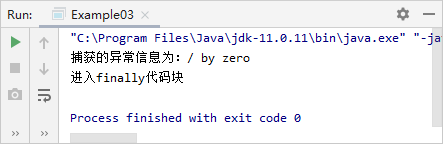 Run: Example03
"C:\Program Files\Java\jdk-11.0.11\bin\java.exe" "-ja
捕获的异常信息为：/ by zero
进入finally代码块
Process finished with exit code 0